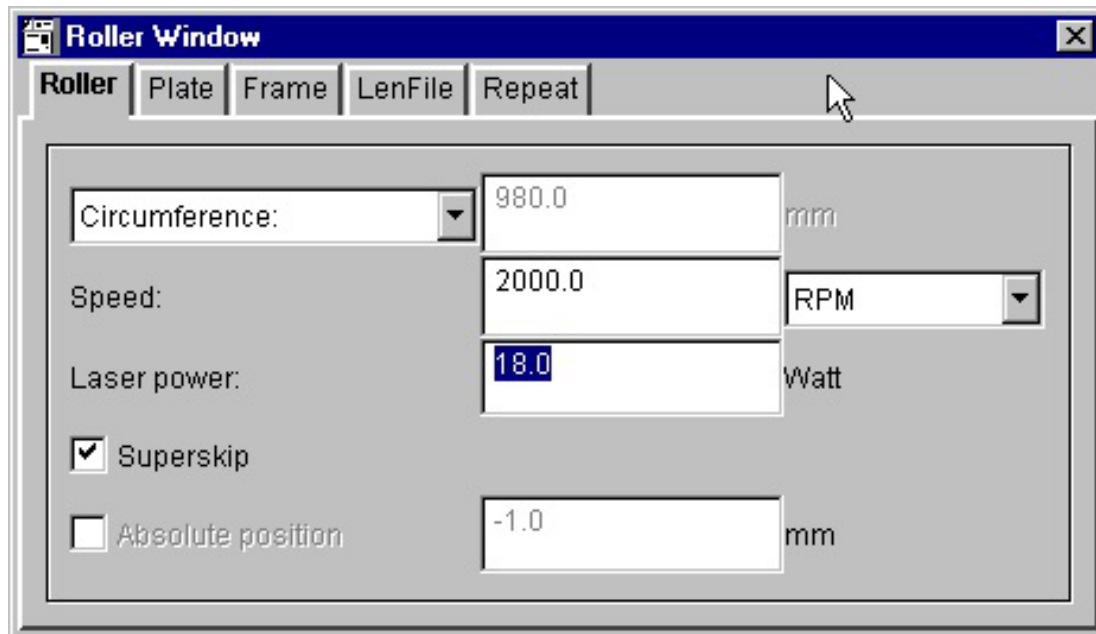 Roller Window
Roller Plate Frame LenFile Repeat
Circumference: 980.0 mm
Speed: 2000.0 RPM
Laser power: 18.0 Watt
Superskip
Absolute position -1.0 mm